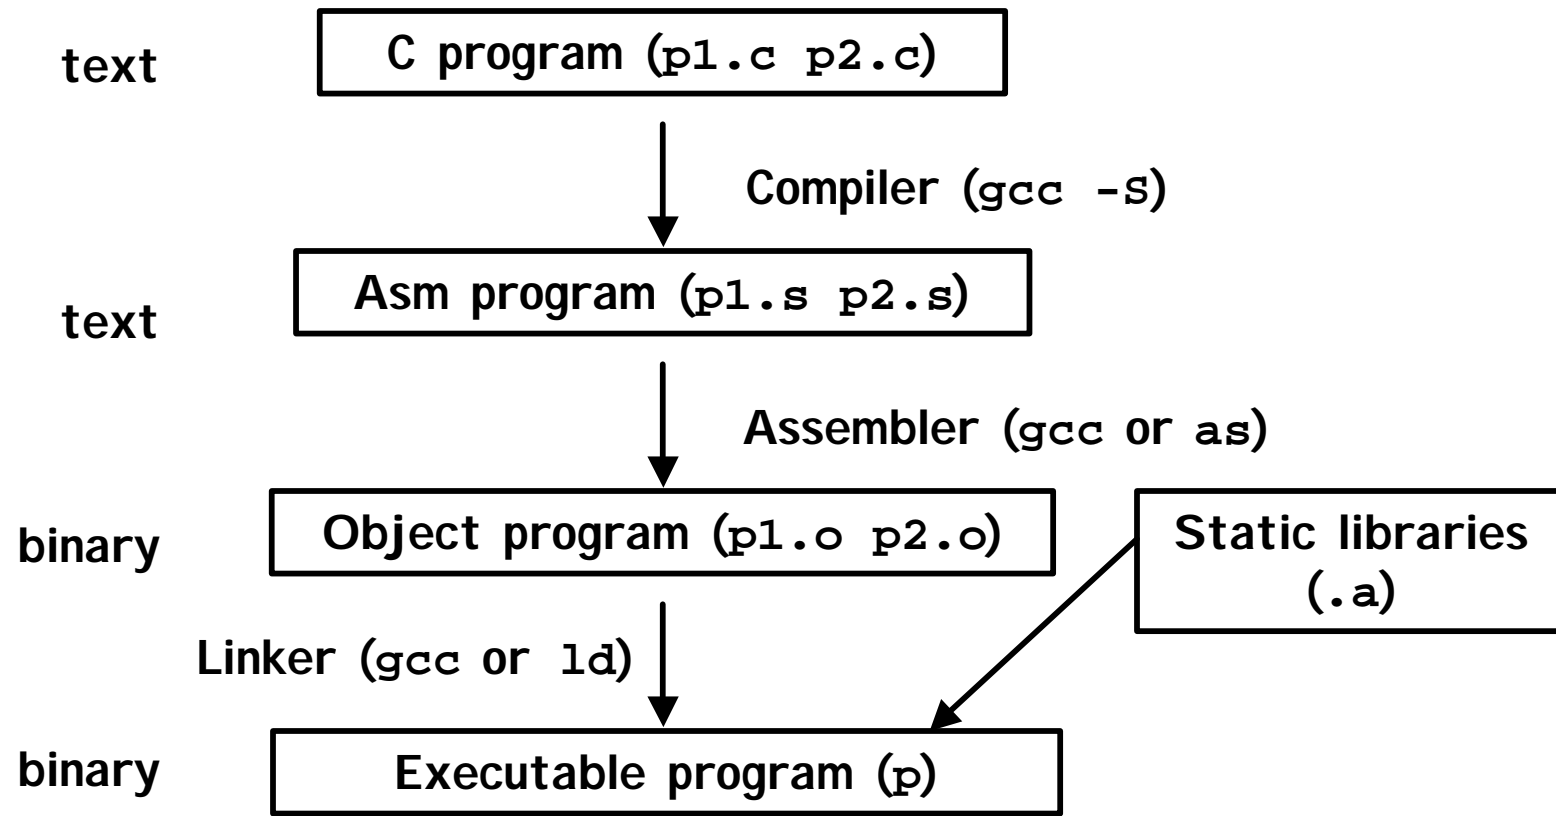 text
C program (p1.c p2.c)
Compiler (gcc -S)
text
Asm program (p1.s p2.s)
Assembler (gcc or as)
binary
Object program (p1.o p2.o)
Static libraries
(.a)
Linker (gcc or ld)
binary
Executable program (p)